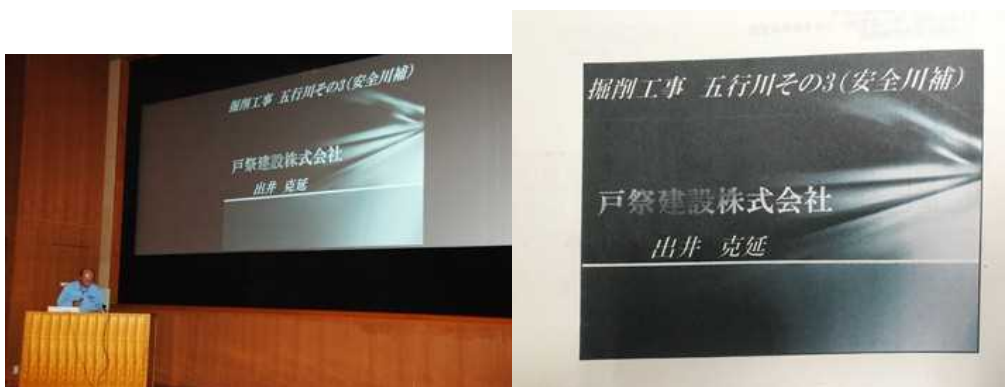 掘削工事 五行川その3(安全川補)
戸祭建設株式会社
出井 克延
掘削工事 五行川その3(安全川補)
戸祭建設株式会社
出井 克延